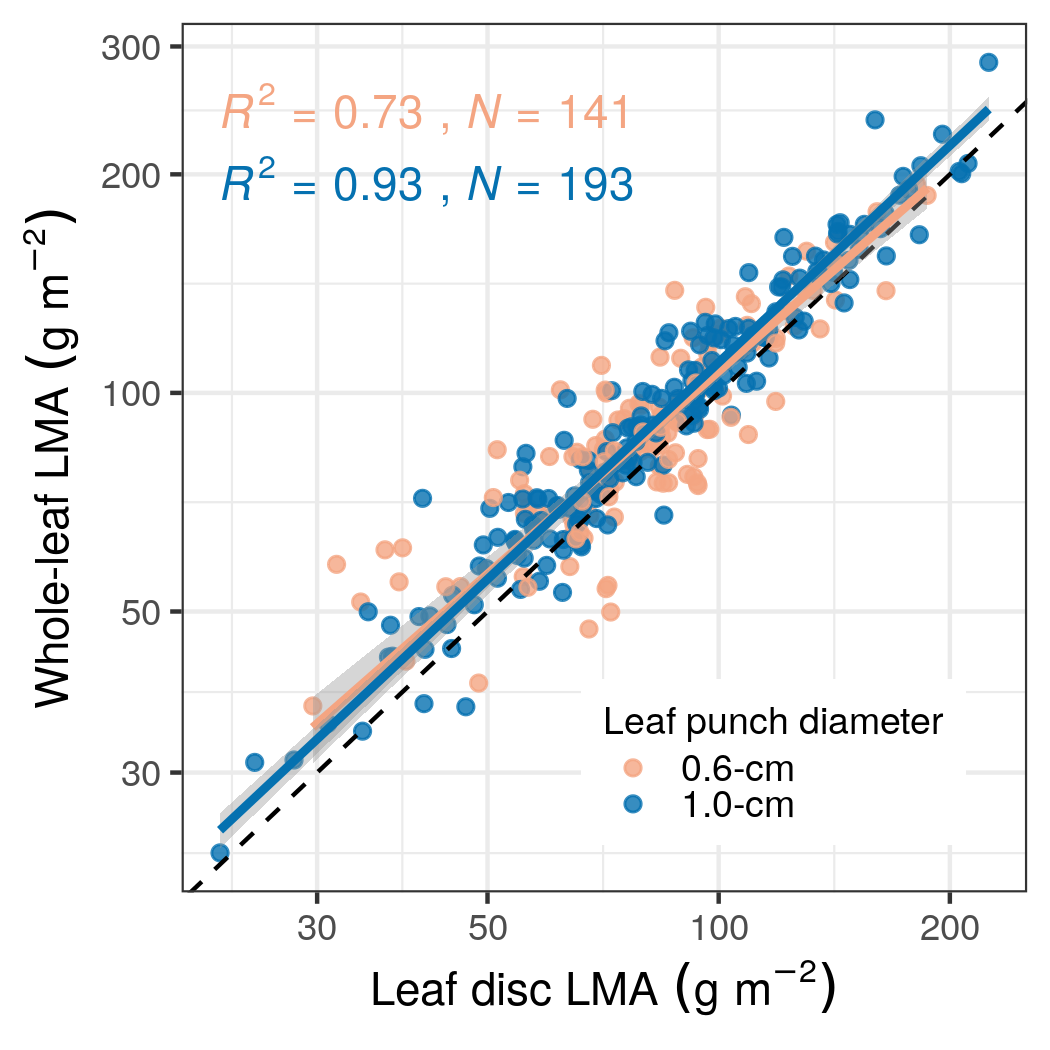 300
R² = 0.73 , N = 141
R² = 0.93 , N = 193
200
100
50
30
Whole-leaf LMA (g m⁻²)
Leaf punch diameter
0.6-cm
1.0-cm
30 50 100 200
Leaf disc LMA (g m⁻²)